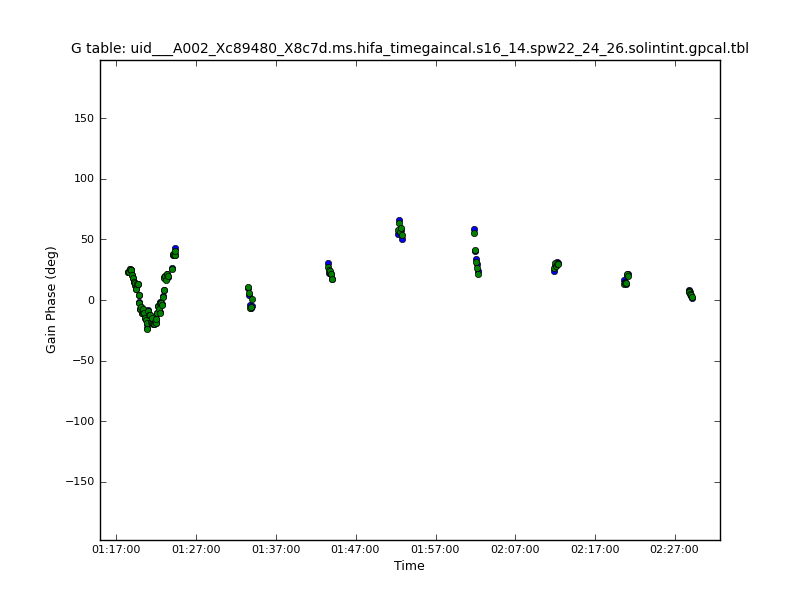 G table: uid___A002_Xc89480_X8c7d.ms.hifa_timegaincal.s16_14.spw22_24_26.solintint.gpcal.tbl
150
100
50
0
−50
−100
−150
Gain Phase (deg)
01:17:00 01:27:00 01:37:00 01:47:00 01:57:00 02:07:00 02:17:00 02:27:00
Time